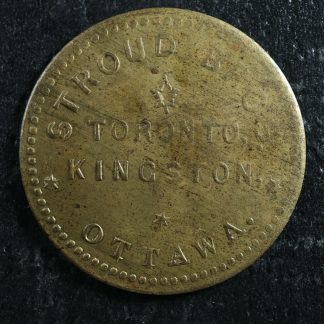 STROUD B
TORONTO,
KINGSTON.
OTTAWA.